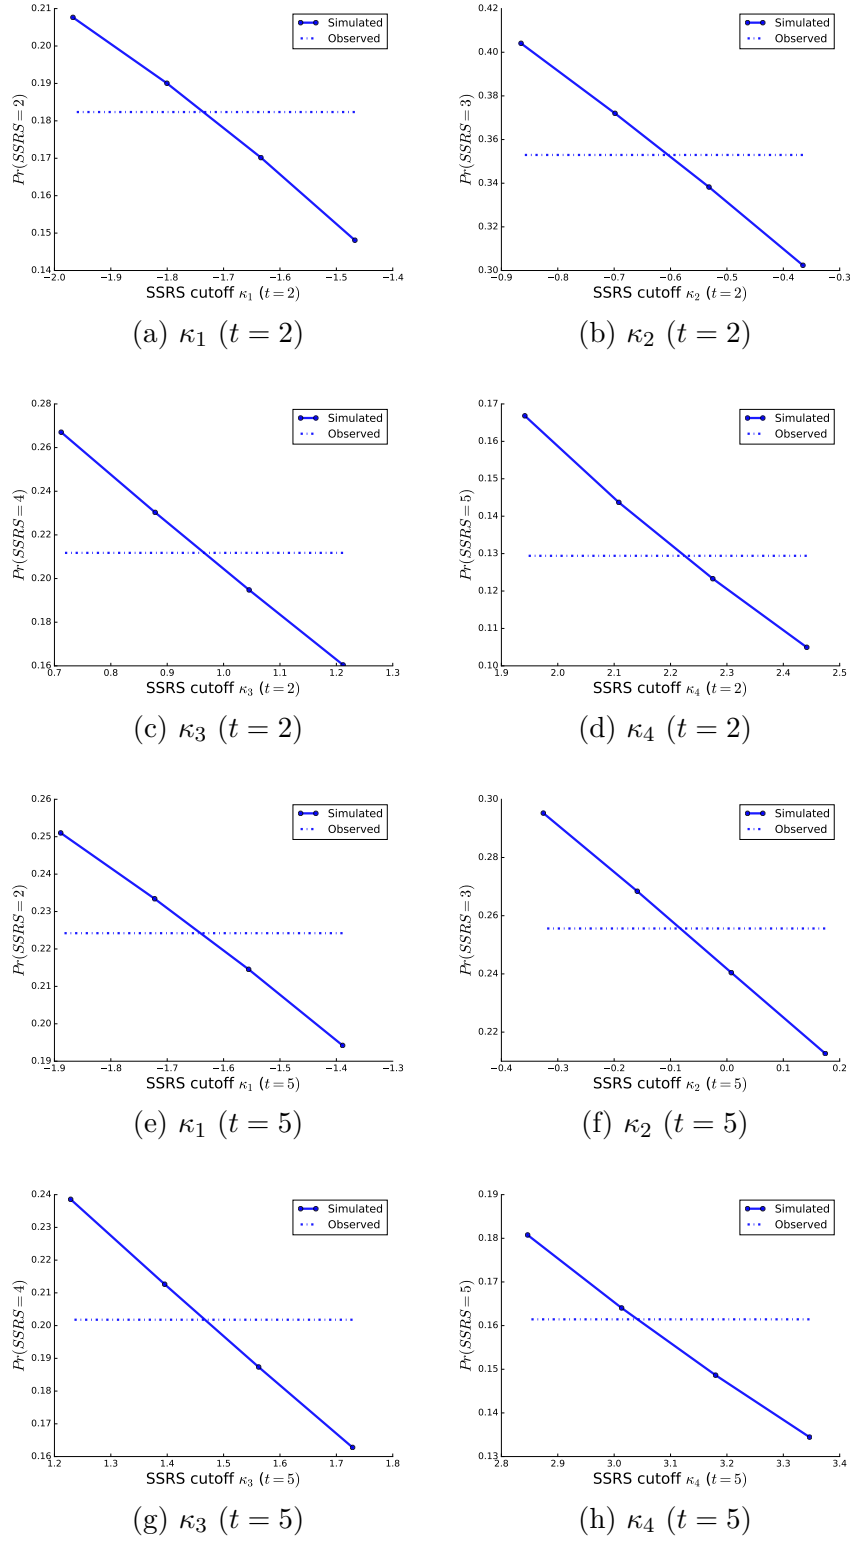 0.21
0.20
0.19
0.18
0.17
0.16
0.15
0.14
Pr(SSRS = 2)
Simulated
Observed
−2.0 −1.9 −1.8 −1.7 −1.6 −1.5 −1.4
SSRS cutoff κ₁ (t = 2)
(a) κ₁ (t = 2)
0.42
0.40
0.38
0.36
0.34
0.32
0.30
Pr(SSRS = 3)
Simulated
Observed
−0.9 −0.8 −0.7 −0.6 −0.5 −0.4 −0.3
SSRS cutoff κ₂ (t = 2)
(b) κ₂ (t = 2)
0.28
0.26
0.24
0.22
0.20
0.18
0.16
Pr(SSRS = 4)
Simulated
Observed
0.7 0.8 0.9 1.0 1.1 1.2 1.3
SSRS cutoff κ₃ (t = 2)
(c) κ₃ (t = 2)
0.17
0.16
0.15
0.14
0.13
0.12
0.11
0.10
Pr(SSRS = 5)
Simulated
Observed
1.9 2.0 2.1 2.2 2.3 2.4 2.5
SSRS cutoff κ₄ (t = 2)
(d) κ₄ (t = 2)
0.26
0.25
0.24
0.23
0.22
0.21
0.20
0.19
Pr(SSRS = 2)
Simulated
Observed
−1.9 −1.8 −1.7 −1.6 −1.5 −1.4 −1.3
SSRS cutoff κ₁ (t = 5)
(e) κ₁ (t = 5)
0.30
0.28
0.26
0.24
0.22
Pr(SSRS = 3)
Simulated
Observed
−0.4 −0.3 −0.2 −0.1 0.0 0.1 0.2
SSRS cutoff κ₂ (t = 5)
(f) κ₂ (t = 5)
0.24
0.23
0.22
0.21
0.20
0.19
0.18
0.17
0.16
Pr(SSRS = 4)
Simulated
Observed
1.2 1.3 1.4 1.5 1.6 1.7 1.8
SSRS cutoff κ₃ (t = 5)
(g) κ₃ (t = 5)
0.19
0.18
0.17
0.16
0.15
0.14
0.13
Pr(SSRS = 5)
Simulated
Observed
2.8 2.9 3.0 3.1 3.2 3.3 3.4
SSRS cutoff κ₄ (t = 5)
(h) κ₄ (t = 5)